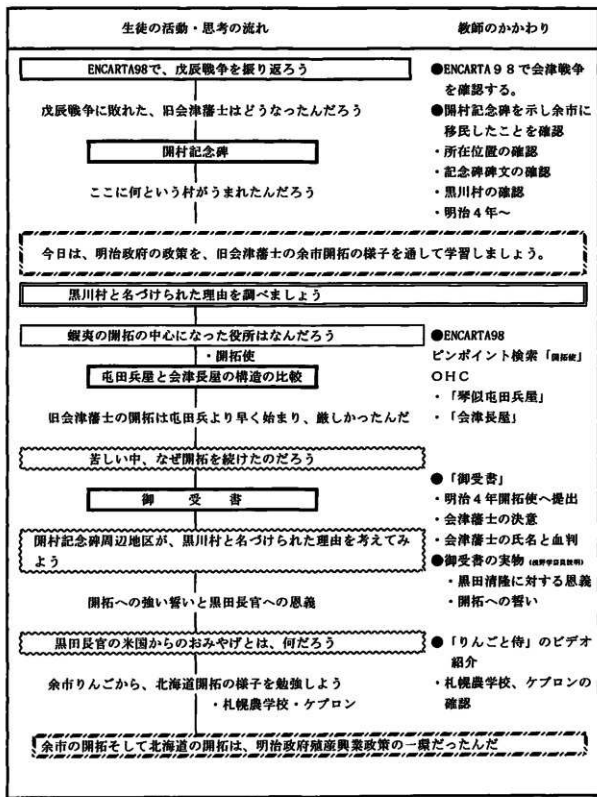 生徒の活動・思考の流れ
教師のかかわり
ENCARTA98で、戊辰戦争を振り返ろう
戊辰戦争に敗れた、旧会津藩士はどうなったんだろう
開村記念碑
ここに何という村がうまれたんだろう
●ENCARTA98で会津戦争
を確認する。
●開村記念碑を示し余市に
移民したことを確認
・所在位置の確認
・記念碑碑文の確認
・黒川村の確認
・明治4年~
今日は、明治政府の政策を、旧会津藩士の余市開拓の様子を通して学習しましょう。
黒川村と名づけられた理由を調べましょう
蝦夷の開拓の中心になった役所はなんだろう
・開拓使
屯田兵屋と会津長屋の構造の比較
旧会津藩士の開拓は屯田兵より早く始まり、厳しかったんだ
●ENCARTA98
ピンポイント検索「開拓使」
OHC
・「琴似屯田兵屋」
・「会津長屋」
苦しい中、なぜ開拓を続けたのだろう
御 受 書
開村記念碑周辺地区が、黒川村と名づけられた理由を考えてみ
よう
開拓への強い誓いと黒田長官への恩義
●「御受書」
・明治4年開拓使へ提出
・会津藩士の決意
・会津藩士の氏名と血判
●御受書の実物
・黒田清隆に対する恩義
・開拓への誓い
黒田長官の米国からのおみやげとは、何だろう
余市りんごから、北海道開拓の様子を勉強しよう
・札幌農学校・ケプロン
●「りんごと侍」のビデオ
紹介
・札幌農学校、ケプロンの
確認
余市の開拓そして北海道の開拓は、明治政府殖産興業政策の一環だったんだ